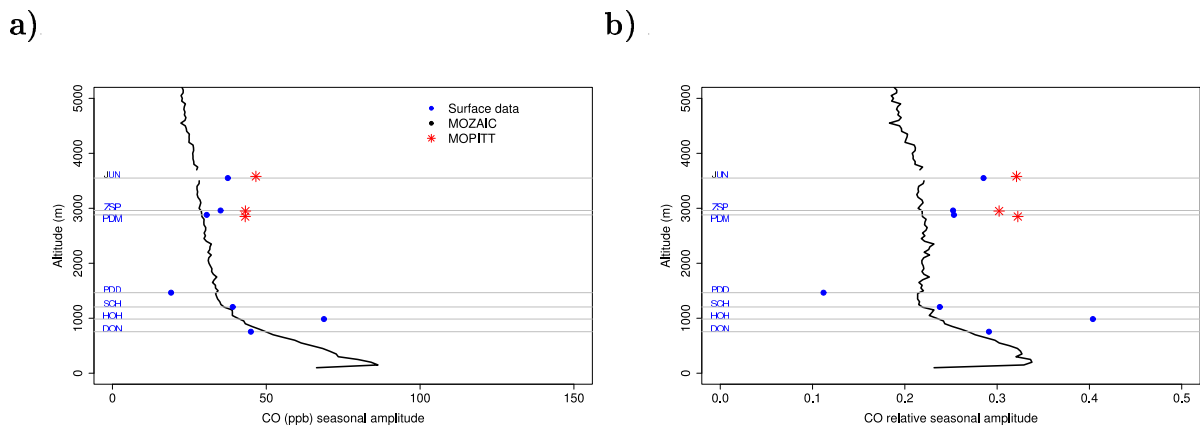 a)
b)
Altitude (m)
5000
4000
3000
2000
1000
0
JUN
ZSP
PDM
PDD
SCH
HOH
DON
Surface data
MOZAIC
MOPITT
0 50 100 150
CO (ppb) seasonal amplitude
Altitude (m)
5000
4000
3000
2000
1000
0
JUN
ZSP
PDM
PDD
SCH
HOH
DON
0.0 0.1 0.2 0.3 0.4 0.5
CO relative seasonal amplitude